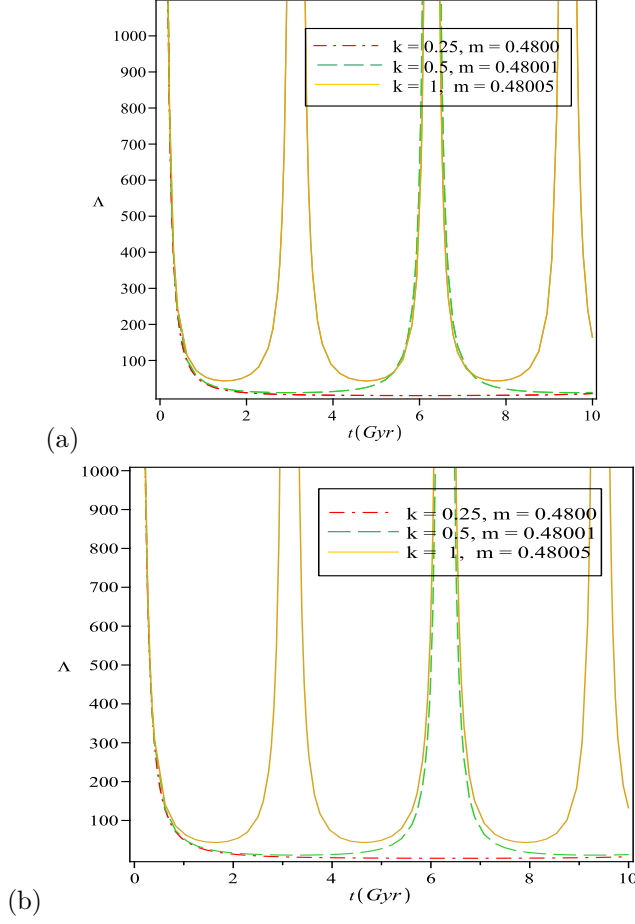 1000
k = 0.25, m = 0.4800
900
k = 0.5, m = 0.48001
k = 1, m = 0.48005
800
700
600
Λ
500
400
300
200
100
0 2 4 6 8 10
t(Gyr)
(a)
1000
k = 0.25, m = 0.4800
900
k = 0.5, m = 0.48001
k = 1, m = 0.48005
800
700
600
Λ
500
400
300
200
100
0 2 4 6 8 10
t(Gyr)
(b)